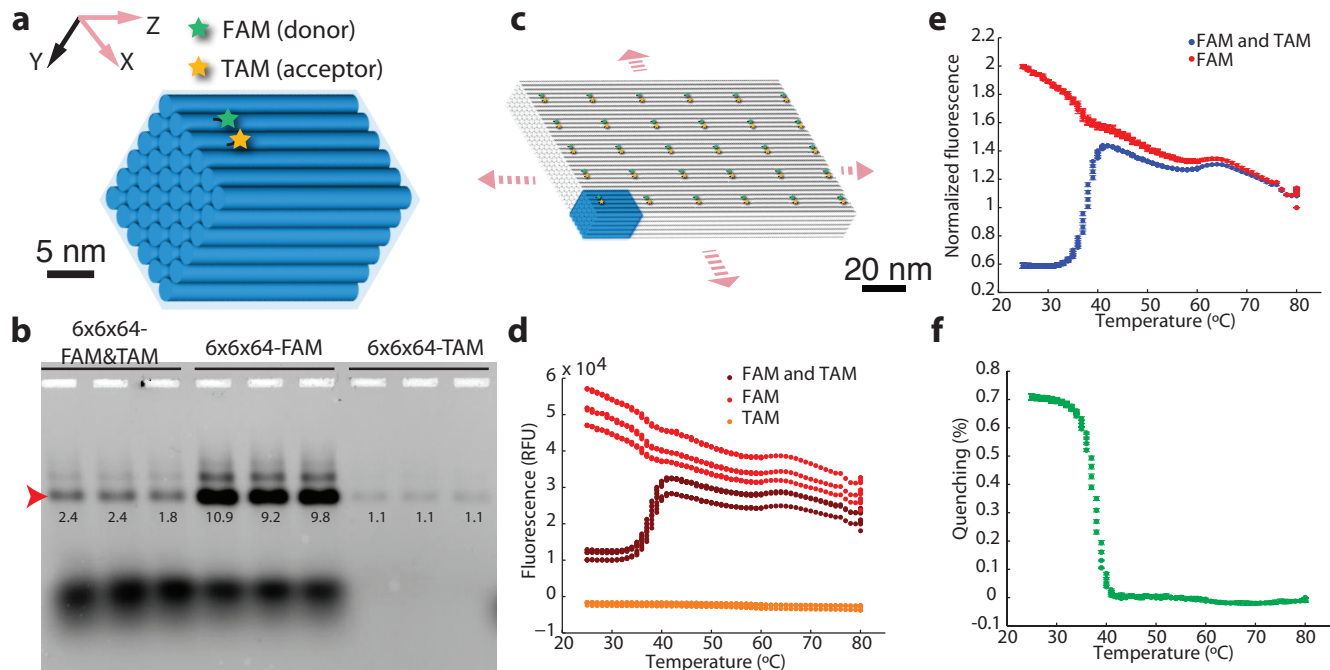 a
Z
Y
X
FAM (donor)
TAM (acceptor)
5 nm
b
6x6x64-
FAM&TAM
6x6x64-FAM
6x6x64-TAM
2.4 2.4 1.8 10.9 9.2 9.8 1.1 1.1 1.1
c
20 nm
d
x 10⁴
6
5
4
3
2
1
0
−1
20 30 40 50 60 70 80
Fluorescence (RFU)
Temperature (ºC)
FAM and TAM
FAM
TAM
e
2.2
2
1.8
1.6
1.4
1.2
1
0.8
0.6
0.2
20 30 40 50 60 70 80
Normalized fluorescence
Temperature (ºC)
FAM and TAM
FAM
f
0.8
0.7
0.6
0.5
0.4
0.3
0.2
0.1
0
-0.1
20 30 40 50 60 70 80
Quenching (%)
Temperature (ºC)